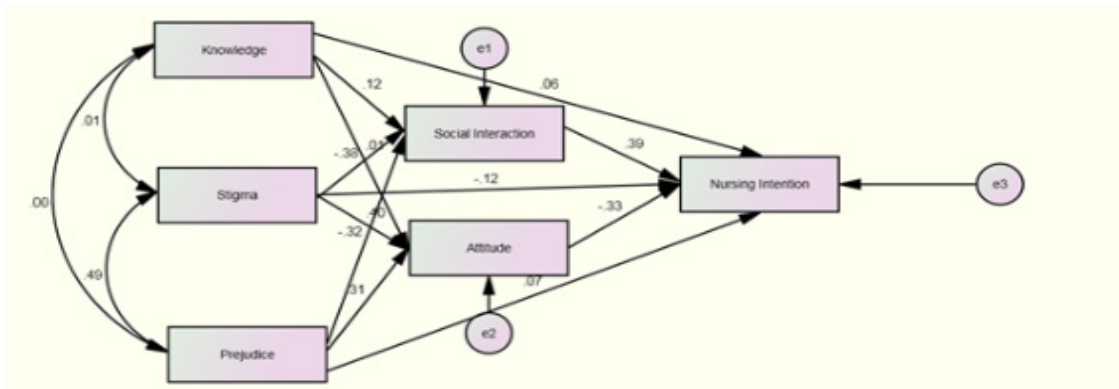 Knowledge
e1
.12
.06
.01
Social Interaction
.39
-.38
.01
Stigma
-.12
Nursing Intention
e3
.00
.40
-.33
-.32
Attitude
.49
.31
.07
e2
Prejudice